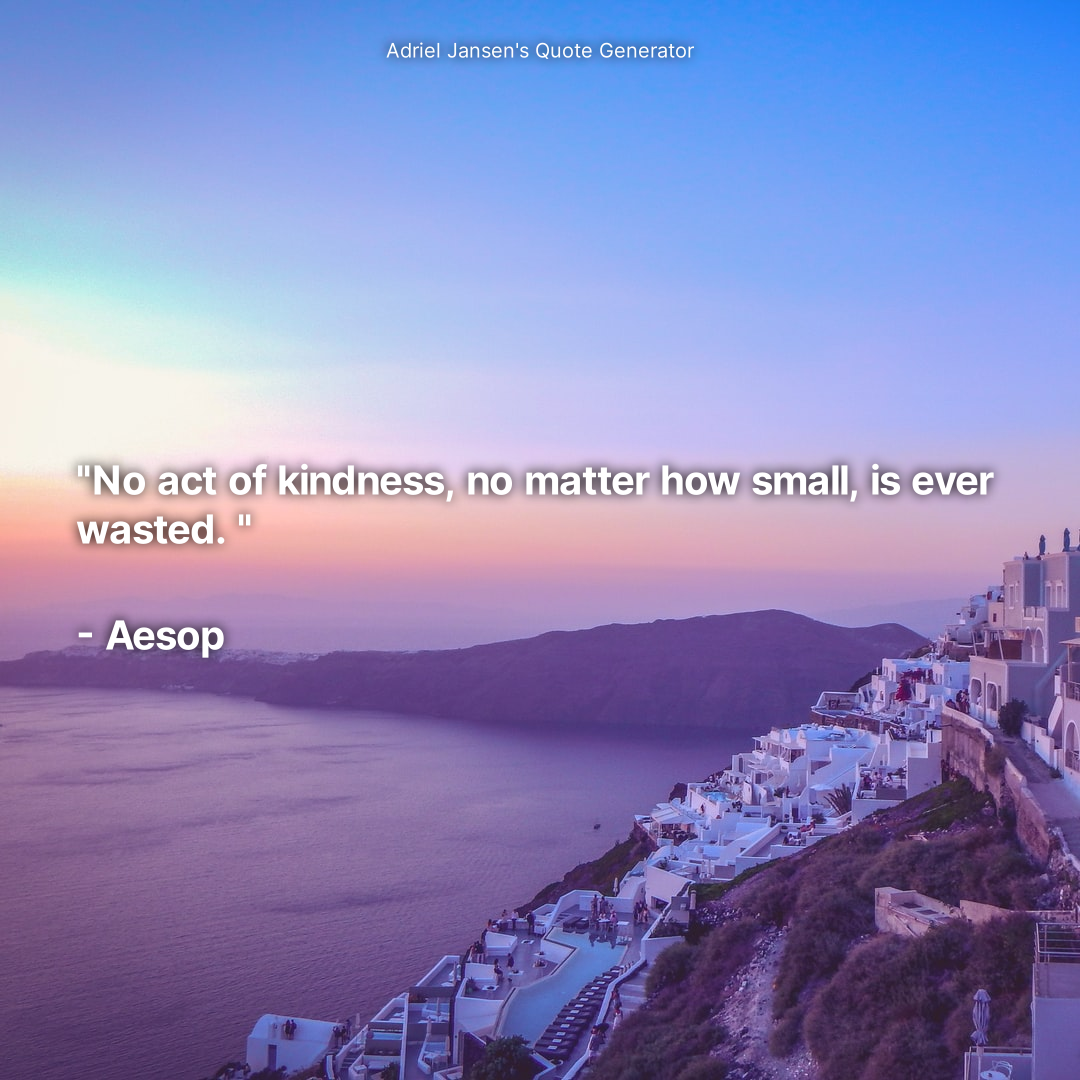 Adriel Jansen's Quote Generator
"No act of kindness, no matter how small, is ever
wasted. "
- Aesop